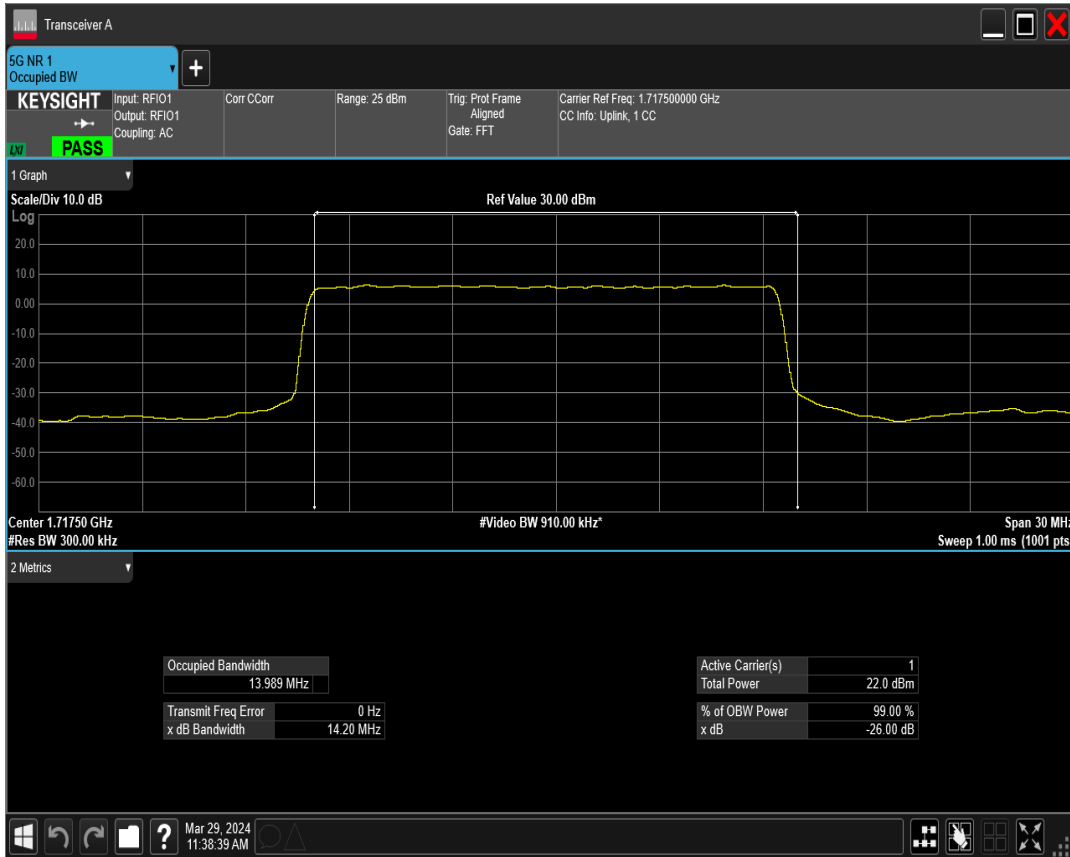 Transceiver A
5G NR 1
Occupied BW
KEYSIGHT
LXI
PASS
Input: RFIO1
Output: RFIO1
Coupling: AC
Corr CCorr
Range: 25 dBm
Trig: Prot Frame
Aligned
Gate: FFT
Carrier Ref Freq: 1.717500000 GHz
CC Info: Uplink, 1 CC
1 Graph
Scale/Div 10.0 dB
Ref Value 30.00 dBm
Log
20.0
10.0
0.00
-10.0
-20.0
-30.0
-40.0
-50.0
-60.0
Center 1.71750 GHz
#Video BW 910.00 kHz*
Span 30 MHz
#Res BW 300.00 kHz
Sweep 1.00 ms (1001 pts
2 Metrics
Occupied Bandwidth
13.989 MHz
Transmit Freq Error 0 Hz
x dB Bandwidth 14.20 MHz
Active Carrier(s) 1
Total Power 22.0 dBm
% of OBW Power 99.00 %
x dB -26.00 dB
?
Mar 29, 2024
11:38:39 AM